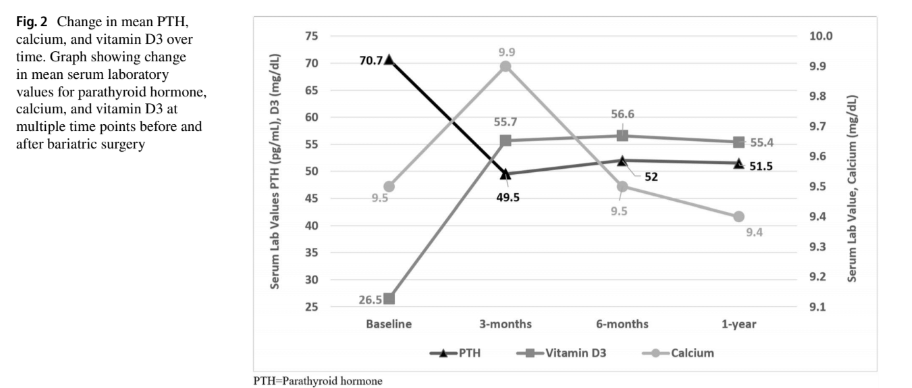 Fig. 2 Change in mean PTH,
calcium, and vitamin D3 over
time. Graph showing change
in mean serum laboratory
values for parathyroid hormone,
calcium, and vitamin D3 at
multiple time points before and
after bariatric surgery
Serum Lab Values PTH (pg/mL), D3 (mg/dL)
75
70
65
60
55
50
45
40
35
30
25
70.7
9.5
26.5
9.9
55.7
49.5
56.6
52
9.5
55.4
51.5
9.4
10.0
9.9
9.8
9.7
9.6
9.5
9.4
9.3
9.2
9.1
Serum Lab Value, Calcium (mg/dL)
Baseline 3-months 6-months 1-year
PTH Vitamin D3 Calcium
PTH=Parathyroid hormone